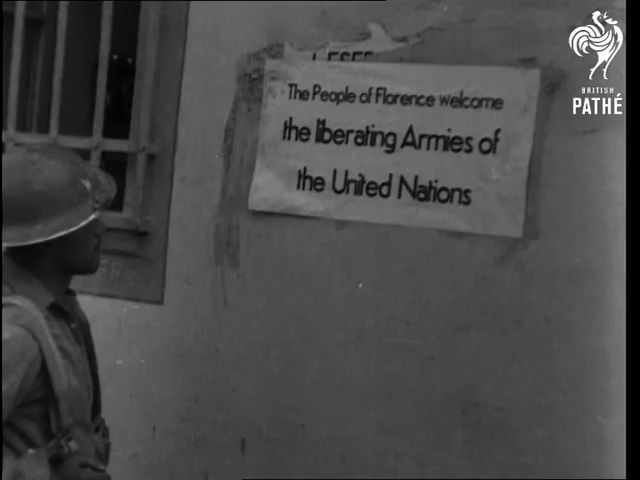 The People of Florence welcome
the liberating Armies of
the United Nations
BRITISH
PATHÉ